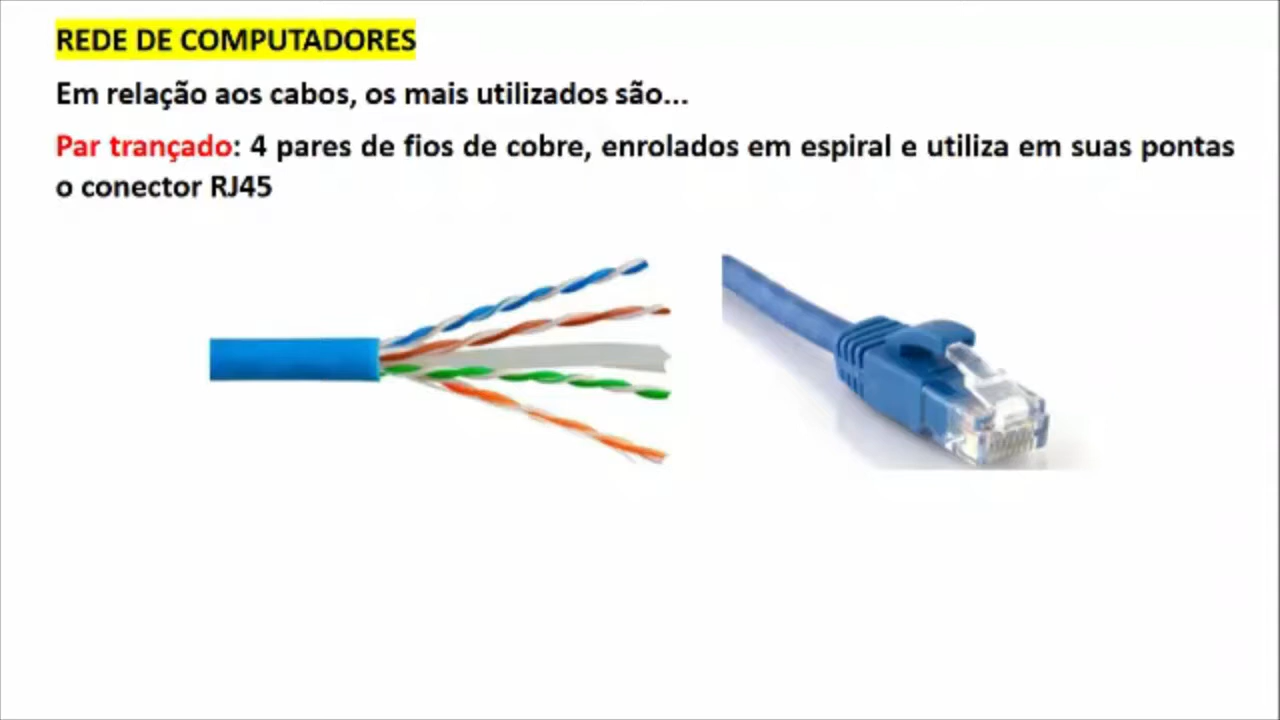 REDE DE COMPUTADORES
Em relação aos cabos, os mais utilizados são...
Par trançado: 4 pares de fios de cobre, enrolados em espiral e utiliza em suas pontas
o conector RJ45